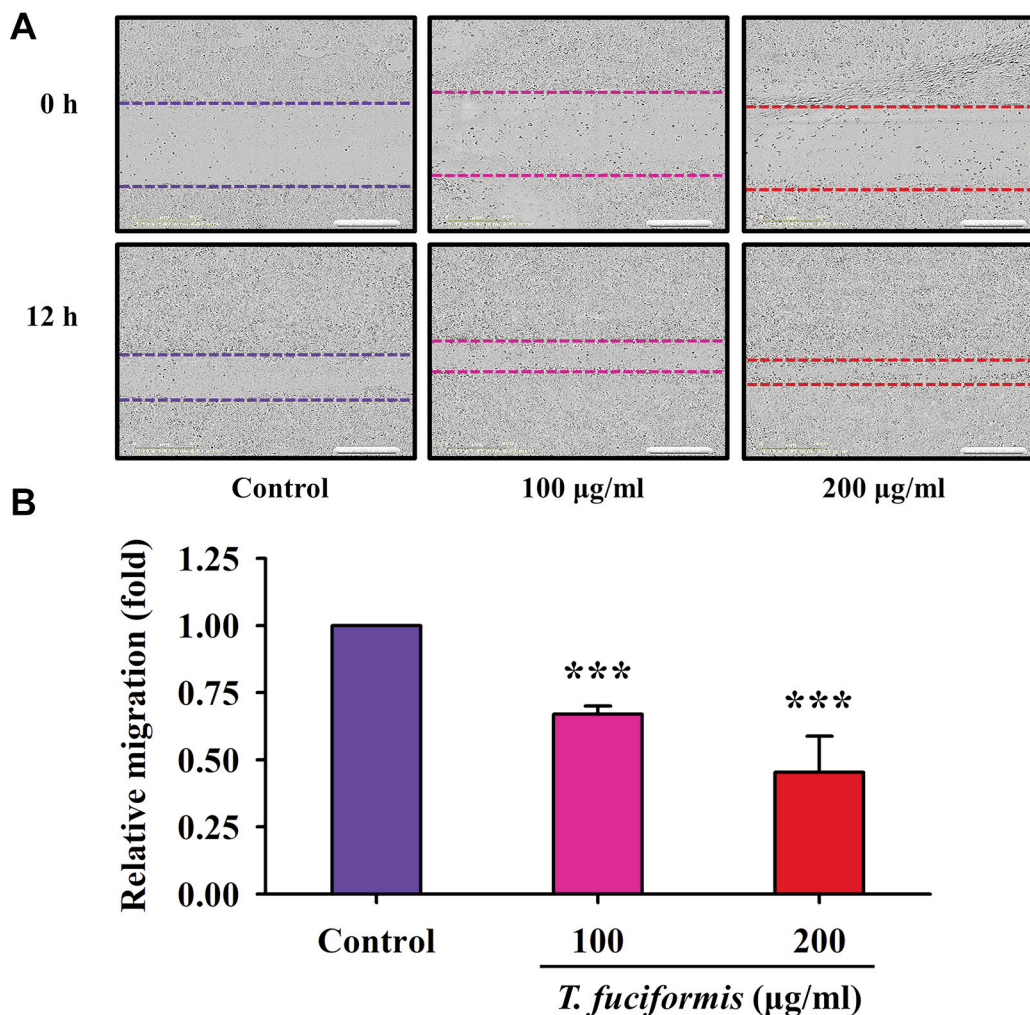 A
0 h
12 h
Control 100 μg/ml 200 μg/ml
B
Relative migration (fold)
1.25
1.00
0.75
0.50
0.25
0.00
***
***
Control 100 200
T. fuciformis (μg/ml)